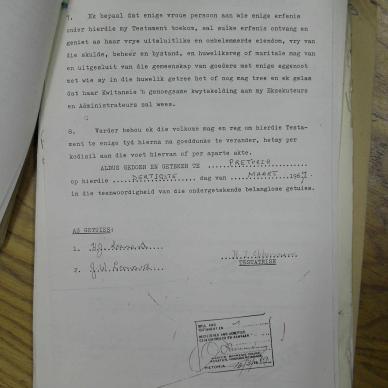 7. Ek bepaal dat enige vroue persoon aan wie enige erfenis
onder hierdie my Testament toekom, sal sulke erfenis ontvang en
geniet as haar vrye uitsluitlike en onbelemmerde eiendom, vry van
die skulde, beheer en bystand, en huweliksreg of maritale mag van
en uitgesluit van die gemeenskap van goedere met enige eggenoot
met wie sy in die huwelik getree het of nog mag tree en ek gelas
dat haar Kwitansie 'n genoegsame kwytskelding aan my Eksekuteurs
en Administrateurs sal wees.
8. Verder behou ek die volkome mag en reg om hierdie Testa-
ment te enige tyd hierna na goeddunke te verander, hetsy per
kodisil aan die voet hiervan of per aparte akte.
ALDUS GEDOEN EN GETEKEN TE PRETORIA
op hierdie DERTIGSTE dag van MAART 1967
in die teenwoordigheid van die ondergetekende belanglose getuies.
AS GETUIES:
1.
2.
TESTATRISE
PRETORIA